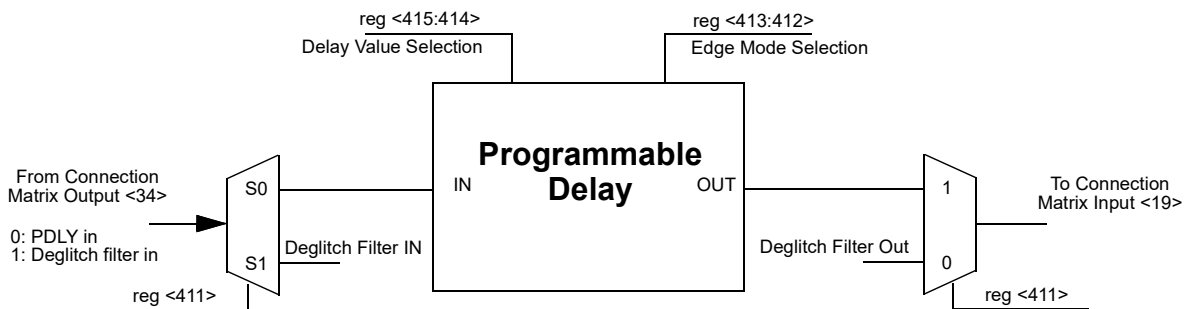 reg <415:414>
Delay Value Selection
reg <413:412>
Edge Mode Selection
Programmable
Delay
IN
OUT
From Connection
Matrix Output <34>
0: PDLY in
1: Deglitch filter in
S0
S1
Deglitch Filter IN
reg <411>
Deglitch Filter Out
1
0
To Connection
Matrix Input <19>
reg <411>